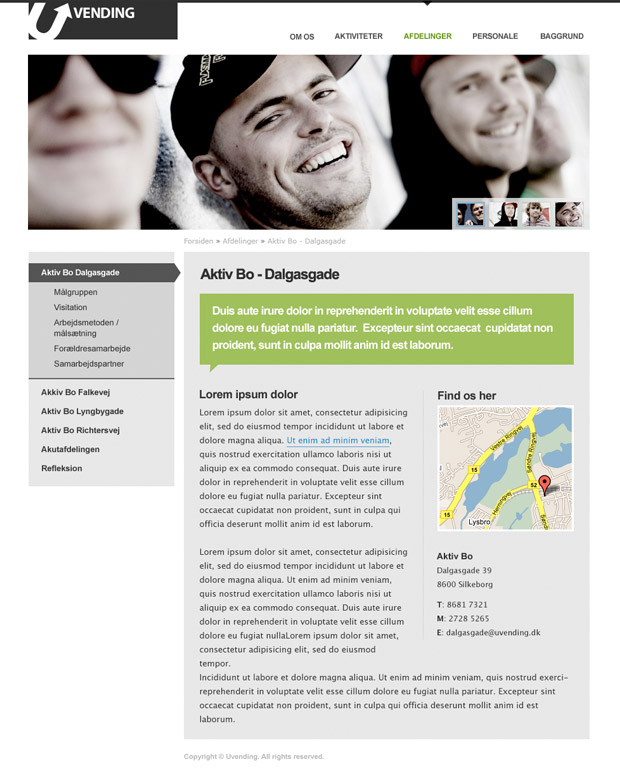 UVENDING
OM OS AKTIVITETER AFDELINGER PERSONALE BAGGRUND
Forsiden » Afdelinger » Aktiv Bo - Dalgasgade
Aktiv Bo Dalgasgade
Målgruppen
Visitation
Arbejdsmetoden /
målsætning
Forældresamarbejde
Samarbejdspartner
Akkiv Bo Falkevej
Aktiv Bo Lyngbygade
Aktiv Bo Richtersvej
Akutafdelingen
Refleksion
Aktiv Bo - Dalgasgade
Duis aute irure dolor in reprehenderit in voluptate velit esse cillum
dolore eu fugiat nulla pariatur. Excepteur sint occaecat cupidatat non
proident, sunt in culpa mollit anim id est laborum.
Lorem ipsum dolor
Lorem ipsum dolor sit amet, consectetur adipisicing
elit, sed do eiusmod tempor incididunt ut labore et
dolore magna aliqua. Ut enim ad minim veniam,
quis nostrud exercitation ullamco laboris nisi ut
aliquip ex ea commodo consequat. Duis aute irure
dolor in reprehenderit in voluptate velit esse cillum
dolore eu fugiat nulla pariatur. Excepteur sint
occaecat cupidatat non proident, sunt in culpa qui
officia deserunt mollit anim id est laborum.
Lorem ipsum dolor sit amet, consectetur adipisicing
elit, sed do eiusmod tempor incididunt ut labore et
dolore magna aliqua. Ut enim ad minim veniam,
quis nostrud exercitation ullamco laboris nisi ut
aliquip ex ea commodo consequat. Duis aute irure
dolor in reprehenderit in voluptate velit esse cillum
dolore eu fugiat nullaLorem ipsum dolor sit amet,
consectetur adipisicing elit, sed do eiusmod
tempor.
Incididunt ut labore et dolore magna aliqua. Ut enim ad minim veniam, quis nostrud exerci-
reprehenderit in voluptate velit esse cillum dolore eu fugiat nulla pariatur. Excepteur sint
occaecat cupidatat non proident, sunt in culpa qui officia deserunt mollit anim id est
laborum.
Find os her
Vestre Ringvej
Søndre Ringvej
15
52
Herningvej
15
Lysbro
Aktiv Bo
Dalgasgade 39
8600 Silkeborg
T: 8681 7321
M: 2728 5265
E: dalgasgade@uvending.dk
Copyright © Uvending. All rights reserved.